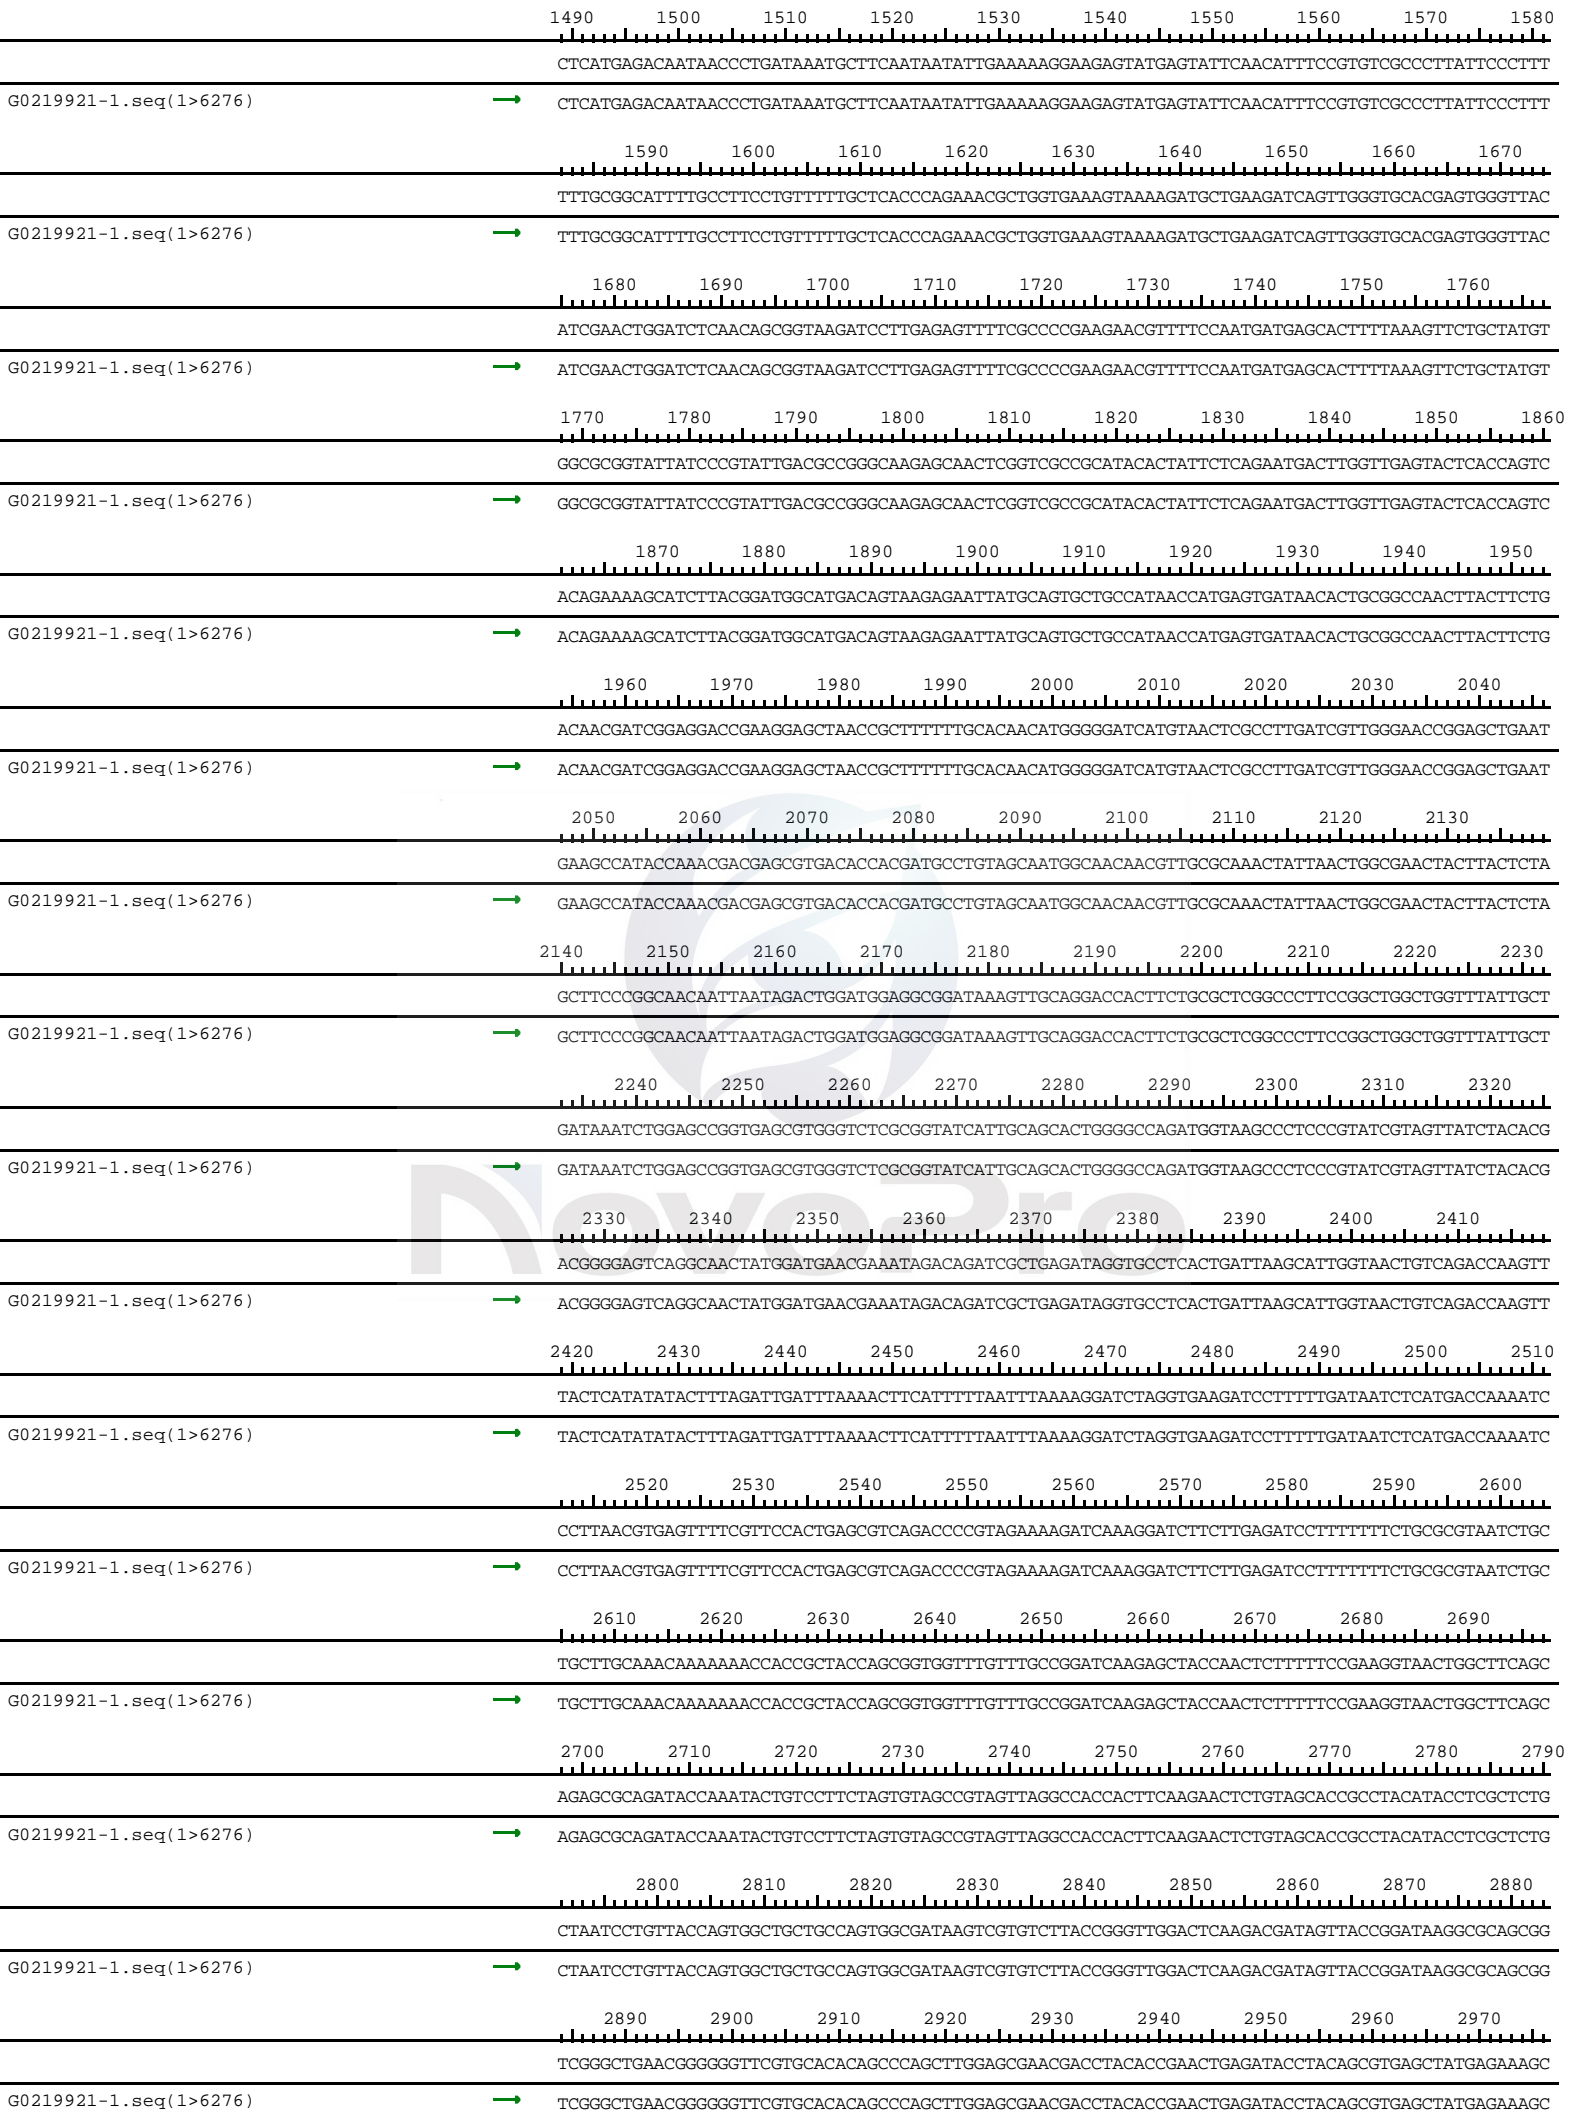 1490 1500 1510 1520 1530 1540 1550 1560 1570 1580
CTCATGAGACAATAACCCTGATAAATGCTTCAATAATATTGAAAAAGGAAGAGTATGAGTATTCAACATTTCCGTGTCGCCCTTATTCCCTTT
G0219921-1.seq(1>6276) CTCATGAGACAATAACCCTGATAAATGCTTCAATAATATTGAAAAAGGAAGAGTATGAGTATTCAACATTTCCGTGTCGCCCTTATTCCCTTT
1590 1600 1610 1620 1630 1640 1650 1660 1670
TTTGCGGCATTTTGCCTTCCTGTTTTTGCTCACCCAGAAACGCTGGTGAAAGTAAAAGATGCTGAAGATCAGTTGGGTGCACGAGTGGGTTAC
G0219921-1.seq(1>6276) TTTGCGGCATTTTGCCTTCCTGTTTTTGCTCACCCAGAAACGCTGGTGAAAGTAAAAGATGCTGAAGATCAGTTGGGTGCACGAGTGGGTTAC
1680 1690 1700 1710 1720 1730 1740 1750 1760
ATCGAACTGGATCTCAACAGCGGTAAGATCCTTGAGAGTTTTCGCCCCGAAGAACGTTTTCCAATGATGAGCACTTTTAAAGTTCTGCTATGT
G0219921-1.seq(1>6276) ATCGAACTGGATCTCAACAGCGGTAAGATCCTTGAGAGTTTTCGCCCCGAAGAACGTTTTCCAATGATGAGCACTTTTAAAGTTCTGCTATGT
1770 1780 1790 1800 1810 1820 1830 1840 1850 1860
GGCGCGGTATTATCCCGTATTGACGCCGGGCAAGAGCAACTCGGTCGCCGCATACACTATTCTCAGAATGACTTGGTTGAGTACTCACCAGTC
G0219921-1.seq(1>6276) GGCGCGGTATTATCCCGTATTGACGCCGGGCAAGAGCAACTCGGTCGCCGCATACACTATTCTCAGAATGACTTGGTTGAGTACTCACCAGTC
1870 1880 1890 1900 1910 1920 1930 1940 1950
ACAGAAAAGCATCTTACGGATGGCATGACAGTAAGAGAATTATGCAGTGCTGCCATAACCATGAGTGATAACACTGCGGCCAACTTACTTCTG
G0219921-1.seq(1>6276) ACAGAAAAGCATCTTACGGATGGCATGACAGTAAGAGAATTATGCAGTGCTGCCATAACCATGAGTGATAACACTGCGGCCAACTTACTTCTG
1960 1970 1980 1990 2000 2010 2020 2030 2040
ACAACGATCGGAGGACCGAAGGAGCTAACCGCTTTTTTGCACAACATGGGGGATCATGTAACTCGCCTTGATCGTTGGGAACCGGAGCTGAAT
G0219921-1.seq(1>6276) ACAACGATCGGAGGACCGAAGGAGCTAACCGCTTTTTTGCACAACATGGGGGATCATGTAACTCGCCTTGATCGTTGGGAACCGGAGCTGAAT
2050 2060 2070 2080 2090 2100 2110 2120 2130
GAAGCCATACCAAACGACGAGCGTGACACCACGATGCCTGTAGCAATGGCAACAACGTTGCGCAAACTATTAACTGGCGAACTACTTACTCTA
G0219921-1.seq(1>6276) GAAGCCATACCAAACGACGAGCGTGACACCACGATGCCTGTAGCAATGGCAACAACGTTGCGCAAACTATTAACTGGCGAACTACTTACTCTA
2140 2150 2160 2170 2180 2190 2200 2210 2220 2230
GCTTCCCGGCAACAATTAATAGACTGGATGGAGGCGGATAAAGTTGCAGGACCACTTCTGCGCTCGGCCCTTCCGGCTGGCTGGTTTATTGCT
G0219921-1.seq(1>6276) GCTTCCCGGCAACAATTAATAGACTGGATGGAGGCGGATAAAGTTGCAGGACCACTTCTGCGCTCGGCCCTTCCGGCTGGCTGGTTTATTGCT
2240 2250 2260 2270 2280 2290 2300 2310 2320
GATAAATCTGGAGCCGGTGAGCGTGGGTCTCGCGGTATCATTGCAGCACTGGGGCCAGATGGTAAGCCCTCCCGTATCGTAGTTATCTACACG
G0219921-1.seq(1>6276) GATAAATCTGGAGCCGGTGAGCGTGGGTCTCGCGGTATCATTGCAGCACTGGGGCCAGATGGTAAGCCCTCCCGTATCGTAGTTATCTACACG
NovoPro
2330 2340 2350 2360 2370 2380 2390 2400 2410
ACGGGGAGTCAGGCAACTATGGATGAACGAAATAGACAGATCGCTGAGATAGGTGCCTCACTGATTAAGCATTGGTAACTGTCAGACCAAGTT
G0219921-1.seq(1>6276) ACGGGGAGTCAGGCAACTATGGATGAACGAAATAGACAGATCGCTGAGATAGGTGCCTCACTGATTAAGCATTGGTAACTGTCAGACCAAGTT
2420 2430 2440 2450 2460 2470 2480 2490 2500 2510
TACTCATATATACTTTAGATTGATTTAAAACTTCATTTTTAATTTAAAAGGATCTAGGTGAAGATCCTTTTTGATAATCTCATGACCAAAATC
G0219921-1.seq(1>6276) TACTCATATATACTTTAGATTGATTTAAAACTTCATTTTTAATTTAAAAGGATCTAGGTGAAGATCCTTTTTGATAATCTCATGACCAAAATC
2520 2530 2540 2550 2560 2570 2580 2590 2600
CCTTAACGTGAGTTTTCGTTCCACTGAGCGTCAGACCCCGTAGAAAAGATCAAAGGATCTTCTTGAGATCCTTTTTTTCTGCGCGTAATCTGC
G0219921-1.seq(1>6276) CCTTAACGTGAGTTTTCGTTCCACTGAGCGTCAGACCCCGTAGAAAAGATCAAAGGATCTTCTTGAGATCCTTTTTTTCTGCGCGTAATCTGC
2610 2620 2630 2640 2650 2660 2670 2680 2690
TGCTTGCAAACAAAAAAACCACCGCTACCAGCGGTGGTTTGTTTGCCGGATCAAGAGCTACCAACTCTTTTTCCGAAGGTAACTGGCTTCAGC
G0219921-1.seq(1>6276) TGCTTGCAAACAAAAAAACCACCGCTACCAGCGGTGGTTTGTTTGCCGGATCAAGAGCTACCAACTCTTTTTCCGAAGGTAACTGGCTTCAGC
2700 2710 2720 2730 2740 2750 2760 2770 2780 2790
AGAGCGCAGATACCAAATACTGTCCTTCTAGTGTAGCCGTAGTTAGGCCACCACTTCAAGAACTCTGTAGCACCGCCTACATACCTCGCTCTG
G0219921-1.seq(1>6276) AGAGCGCAGATACCAAATACTGTCCTTCTAGTGTAGCCGTAGTTAGGCCACCACTTCAAGAACTCTGTAGCACCGCCTACATACCTCGCTCTG
2800 2810 2820 2830 2840 2850 2860 2870 2880
CTAATCCTGTTACCAGTGGCTGCTGCCAGTGGCGATAAGTCGTGTCTTACCGGGTTGGACTCAAGACGATAGTTACCGGATAAGGCGCAGCGG
G0219921-1.seq(1>6276) CTAATCCTGTTACCAGTGGCTGCTGCCAGTGGCGATAAGTCGTGTCTTACCGGGTTGGACTCAAGACGATAGTTACCGGATAAGGCGCAGCGG
2890 2900 2910 2920 2930 2940 2950 2960 2970
TCGGGCTGAACGGGGGGTTCGTGCACACAGCCCAGCTTGGAGCGAACGACCTACACCGAACTGAGATACCTACAGCGTGAGCTATGAGAAAGC
G0219921-1.seq(1>6276) TCGGGCTGAACGGGGGGTTCGTGCACACAGCCCAGCTTGGAGCGAACGACCTACACCGAACTGAGATACCTACAGCGTGAGCTATGAGAAAGC